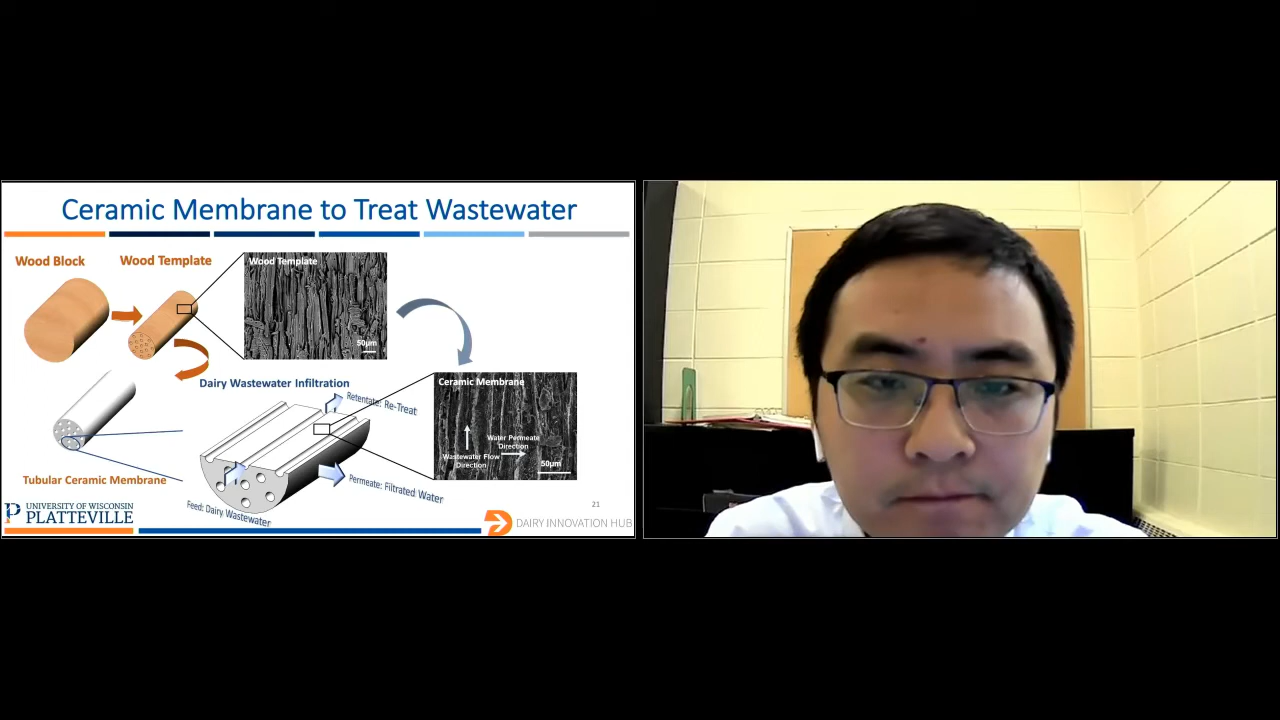 Ceramic Membrane to Treat Wastewater
Wood Block
Wood Template
Wood Template
50μm
Dairy Wastewater Infiltration
Retentate: Re-Treat
Ceramic Membrane
Water Permeate
Direction
Wastewater Flow
Direction
50μm
Tubular Ceramic Membrane
Permeate: Filtrated Water
Feed: Dairy Wastewater
21
P UNIVERSITY OF WISCONSIN
PLATTEVILLE
DAIRY INNOVATION HUB